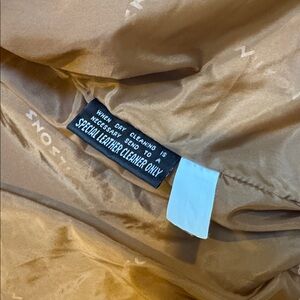 WHEN DRY CLEANING IS
NECESSARY SEND TO A
SPECIAL LEATHER CLEANER ONLY